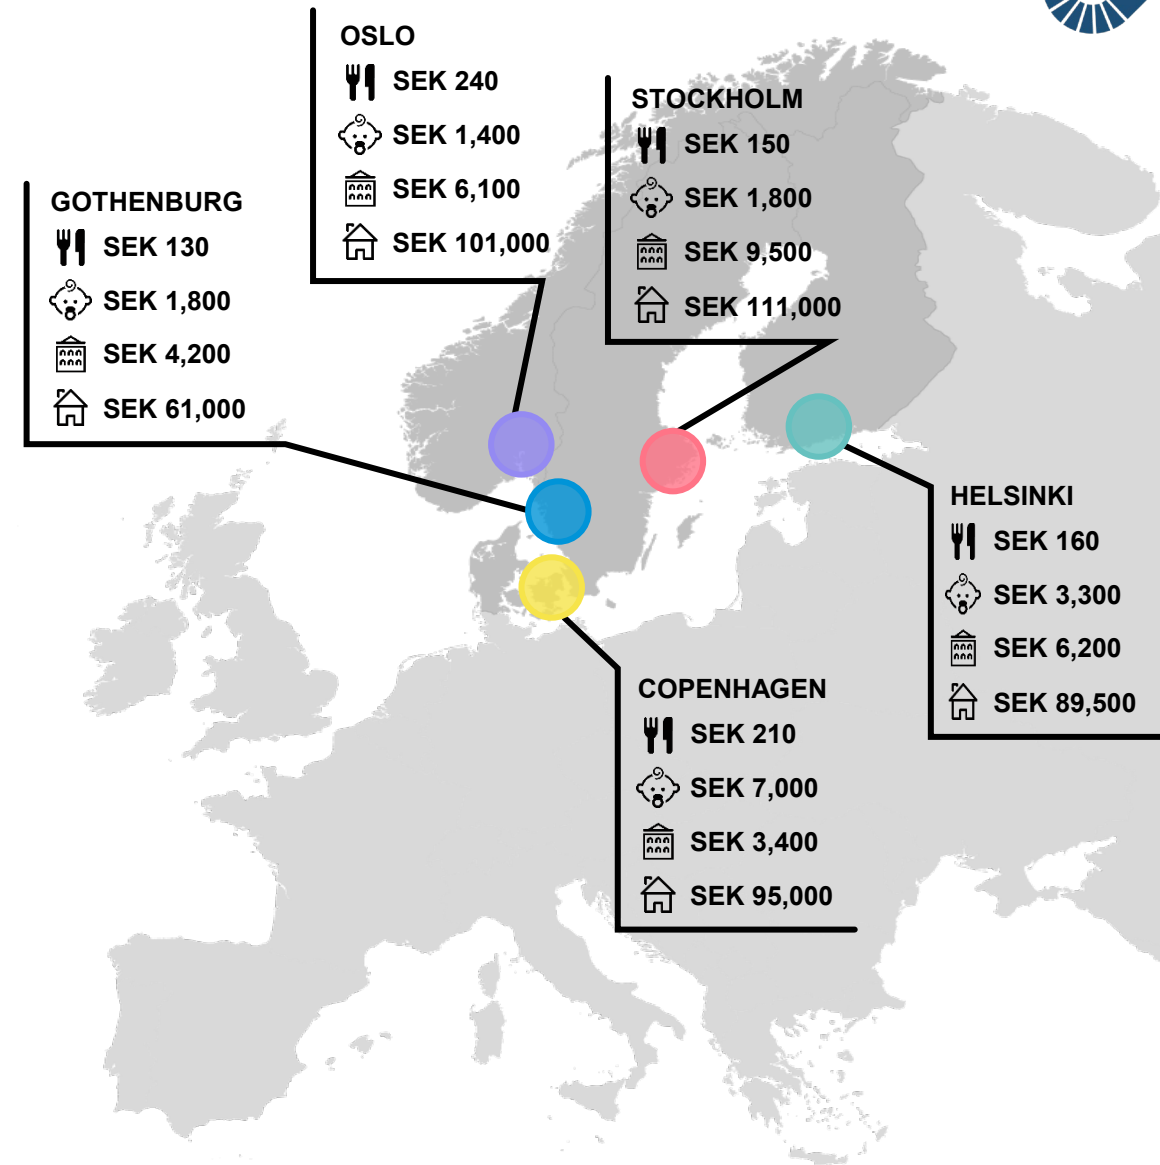 OSLO
SEK 240
SEK 1,400
SEK 6,100
SEK 101,000
STOCKHOLM
SEK 150
SEK 1,800
SEK 9,500
SEK 111,000
GOTHENBURG
SEK 130
SEK 1,800
SEK 4,200
SEK 61,000
HELSINKI
SEK 160
SEK 3,300
SEK 6,200
SEK 89,500
COPENHAGEN
SEK 210
SEK 7,000
SEK 3,400
SEK 95,000